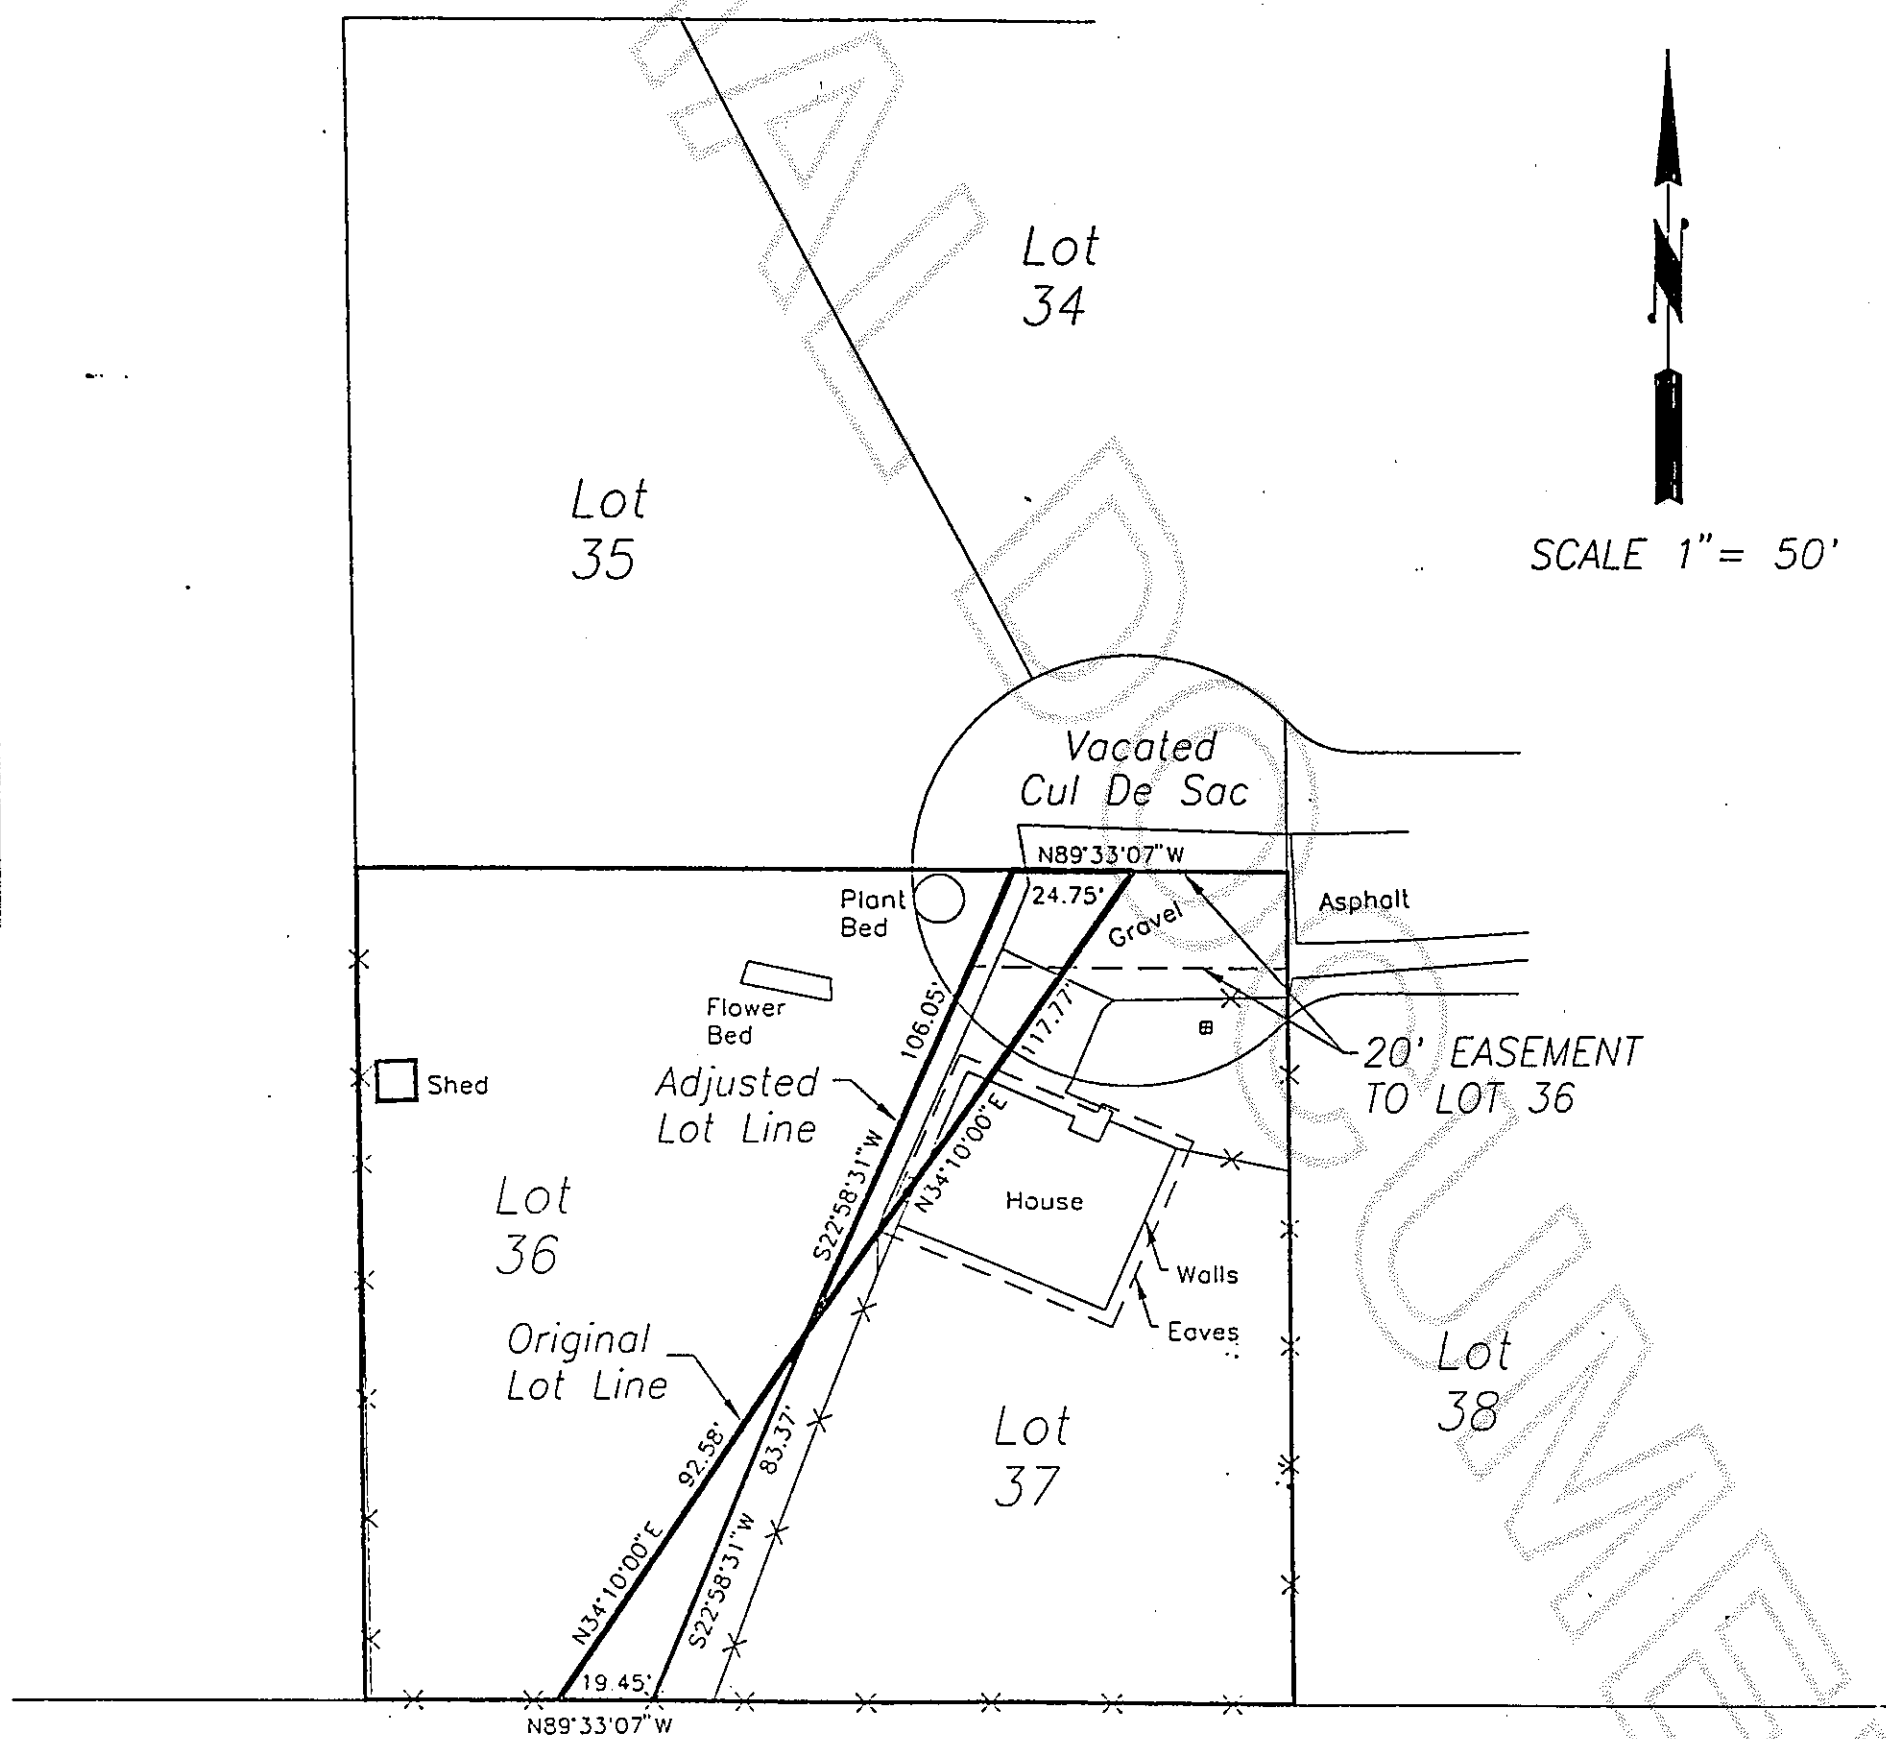 Lot
34
Lot
35
SCALE 1"= 50'
Vacated
Cul De Sac
N89°33'07"W
24.75'
Plant
Bed
Gravel
Asphalt
Flower
Bed
106.05'
117.77'
20' EASEMENT
TO LOT 36
Shed
Adjusted
Lot Line
S22°58'31"W
N34°10'00"E
House
Lot
36
Walls
Eaves
Original
Lot Line
Lot
38
Lot
37
92.58'
83.37'
N34°10'00"E
S22°58'31"W
19.45'
N89°33'07"W